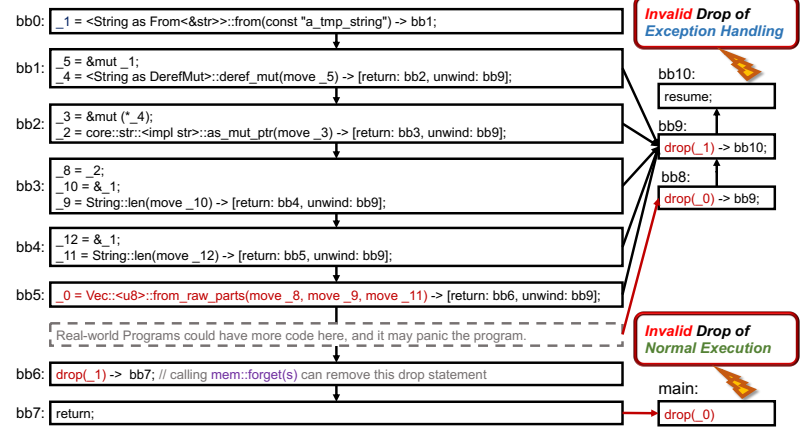 bb0: _1 = <String as From<&str>>::from(const "a_tmp_string") -> bb1;
bb1: _5 = &mut _1;
_4 = <String as DerefMut>::deref_mut(move _5) -> [return: bb2, unwind: bb9];
bb2: _3 = &mut (*_4);
_2 = core::str::<impl str>::as_mut_ptr(move _3) -> [return: bb3, unwind: bb9];
bb3: _8 = _2;
_10 = &_1;
_9 = String::len(move _10) -> [return: bb4, unwind: bb9];
bb4: _12 = &_1;
_11 = String::len(move _12) -> [return: bb5, unwind: bb9];
bb5: _0 = Vec::<u8>::from_raw_parts(move _8, move _9, move _11) -> [return: bb6, unwind: bb9];
Real-world Programs could have more code here, and it may panic the program.
bb6: drop(_1) -> bb7; // calling mem::forget(s) can remove this drop statement
bb7: return;
Invalid Drop of
Exception Handling
bb10:
resume;
bb9:
drop(_1) -> bb10;
bb8:
drop(_0) -> bb9;
Invalid Drop of
Normal Execution
main:
drop(_0)